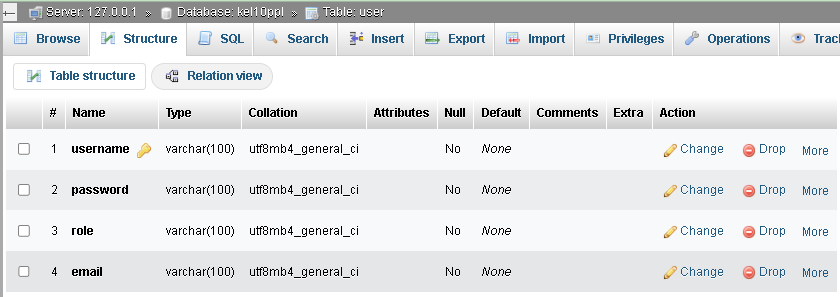 Server: 127.0.0.1 » Database: kel10ppl » Table: user
Browse Structure SQL Search Insert Export Import Privileges Operations
Table structure Relation view
# Name Type Collation Attributes Null Default Comments Extra Action
1 username varchar(100) utf8mb4_general_ci No None Change Drop More
2 password varchar(100) utf8mb4_general_ci No None Change Drop More
3 role varchar(100) utf8mb4_general_ci No None Change Drop More
4 email varchar(100) utf8mb4_general_ci No None Change Drop More